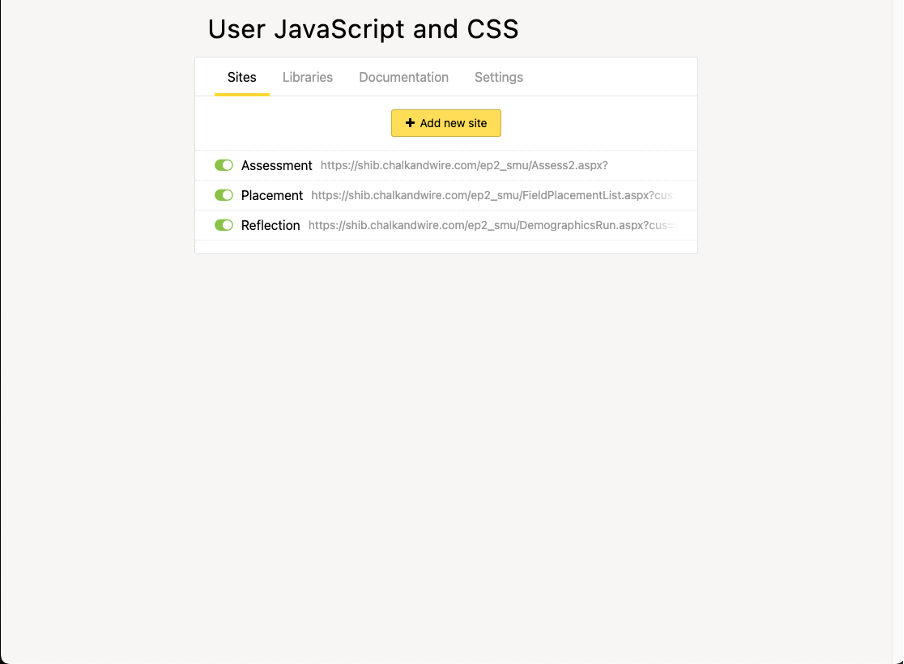 User JavaScript and CSS
Sites Libraries Documentation Settings
Add new site
Assessment https://shib.chalkandwire.com/ep2_smu/Assess2.aspx?
Placement https://shib.chalkandwire.com/ep2_smu/FieldPlacementList.aspx?cus
Reflection https://shib.chalkandwire.com/ep2_smu/DemographicsRun.aspx?cus=